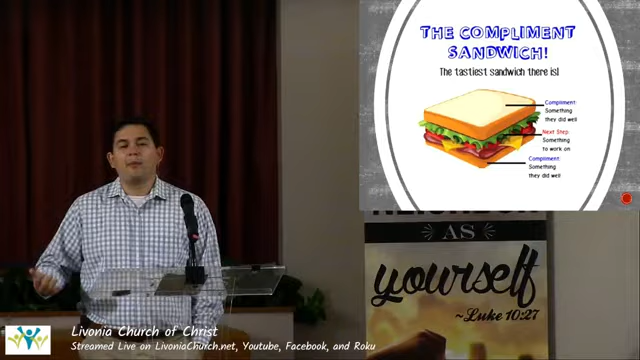 THE COMPLIMENT
SANDWICH!
The tastiest sandwich there is!
Compliment:
Something
they did well
Next Step:
Something
to work on
Compliment:
Something
they did well
AS
yourself
~Luke 10:27
Livonia Church of Christ
Streamed Live on LivoniaChurch.net, Youtube, Facebook, and Roku